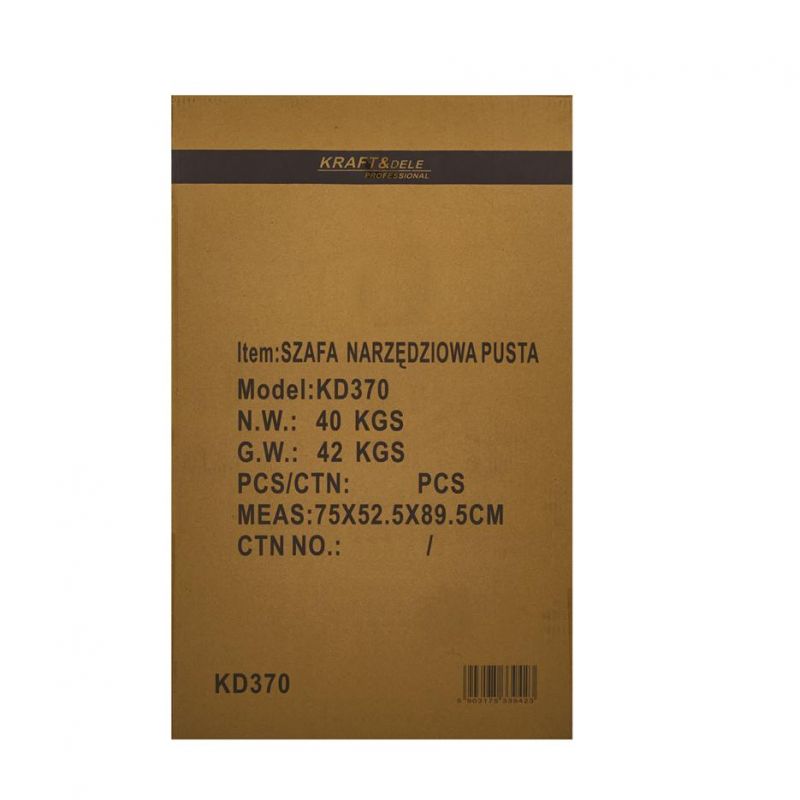 KRAFT&DELE
PROFESSIONAL
Item:SZAFA NARZĘDZIOWA PUSTA
Model:KD370
N.W.: 40 KGS
G.W.: 42 KGS
PCS/CTN: PCS
MEAS:75X52.5X89.5CM
CTN NO.: /
KD370